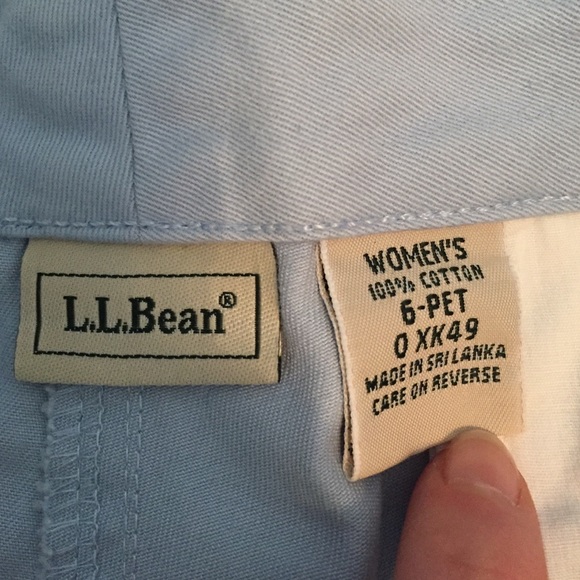 L.L.Bean®
WOMEN'S
100% COTTON
6-PET
0 XK49
MADE IN SRI LANKA
CARE ON REVERSE